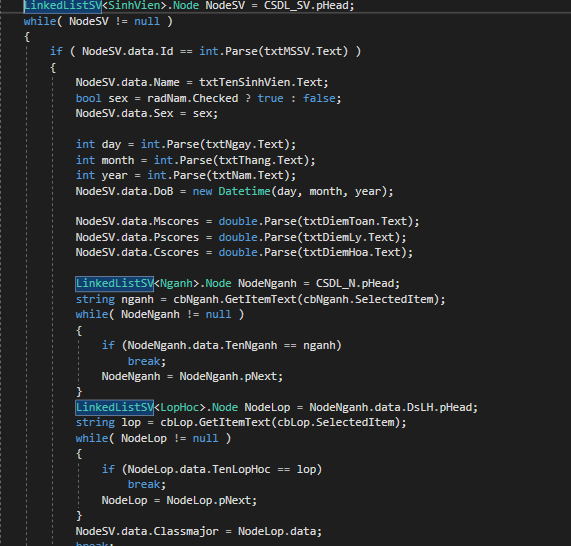 LinkedListSV<SinhVien>.Node NodeSV = CSDL_SV.pHead;
while( NodeSV != null )
{
if ( NodeSV.data.Id == int.Parse(txtMSSV.Text) )
{
NodeSV.data.Name = txtTenSinhVien.Text;
bool sex = radNam.Checked ? true : false;
NodeSV.data.Sex = sex;
int day = int.Parse(txtNgay.Text);
int month = int.Parse(txtThang.Text);
int year = int.Parse(txtNam.Text);
NodeSV.data.DoB = new Datetime(day, month, year);
NodeSV.data.Mscores = double.Parse(txtDiemToan.Text);
NodeSV.data.Pscores = double.Parse(txtDiemLy.Text);
NodeSV.data.Cscores = double.Parse(txtDiemHoa.Text);
LinkedListSV<Nganh>.Node NodeNganh = CSDL_N.pHead;
string nganh = cbNganh.GetItemText(cbNganh.SelectedItem);
while( NodeNganh != null )
{
if (NodeNganh.data.TenNganh == nganh)
break;
NodeNganh = NodeNganh.pNext;
}
LinkedListSV<LopHoc>.Node NodeLop = NodeNganh.data.DsLH.pHead;
string lop = cbLop.GetItemText(cbLop.SelectedItem);
while( NodeLop != null )
{
if (NodeLop.data.TenLopHoc == lop)
break;
NodeLop = NodeLop.pNext;
}
NodeSV.data.Classmajor = NodeLop.data;
break;